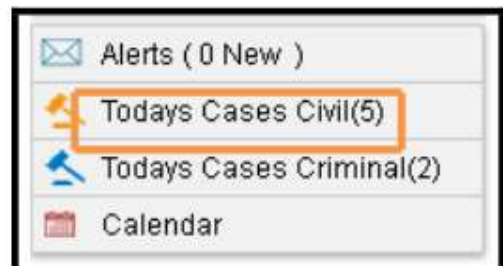 Alerts ( 0 New )
Todays Cases Civil(5)
Todays Cases Criminal(2)
Calendar